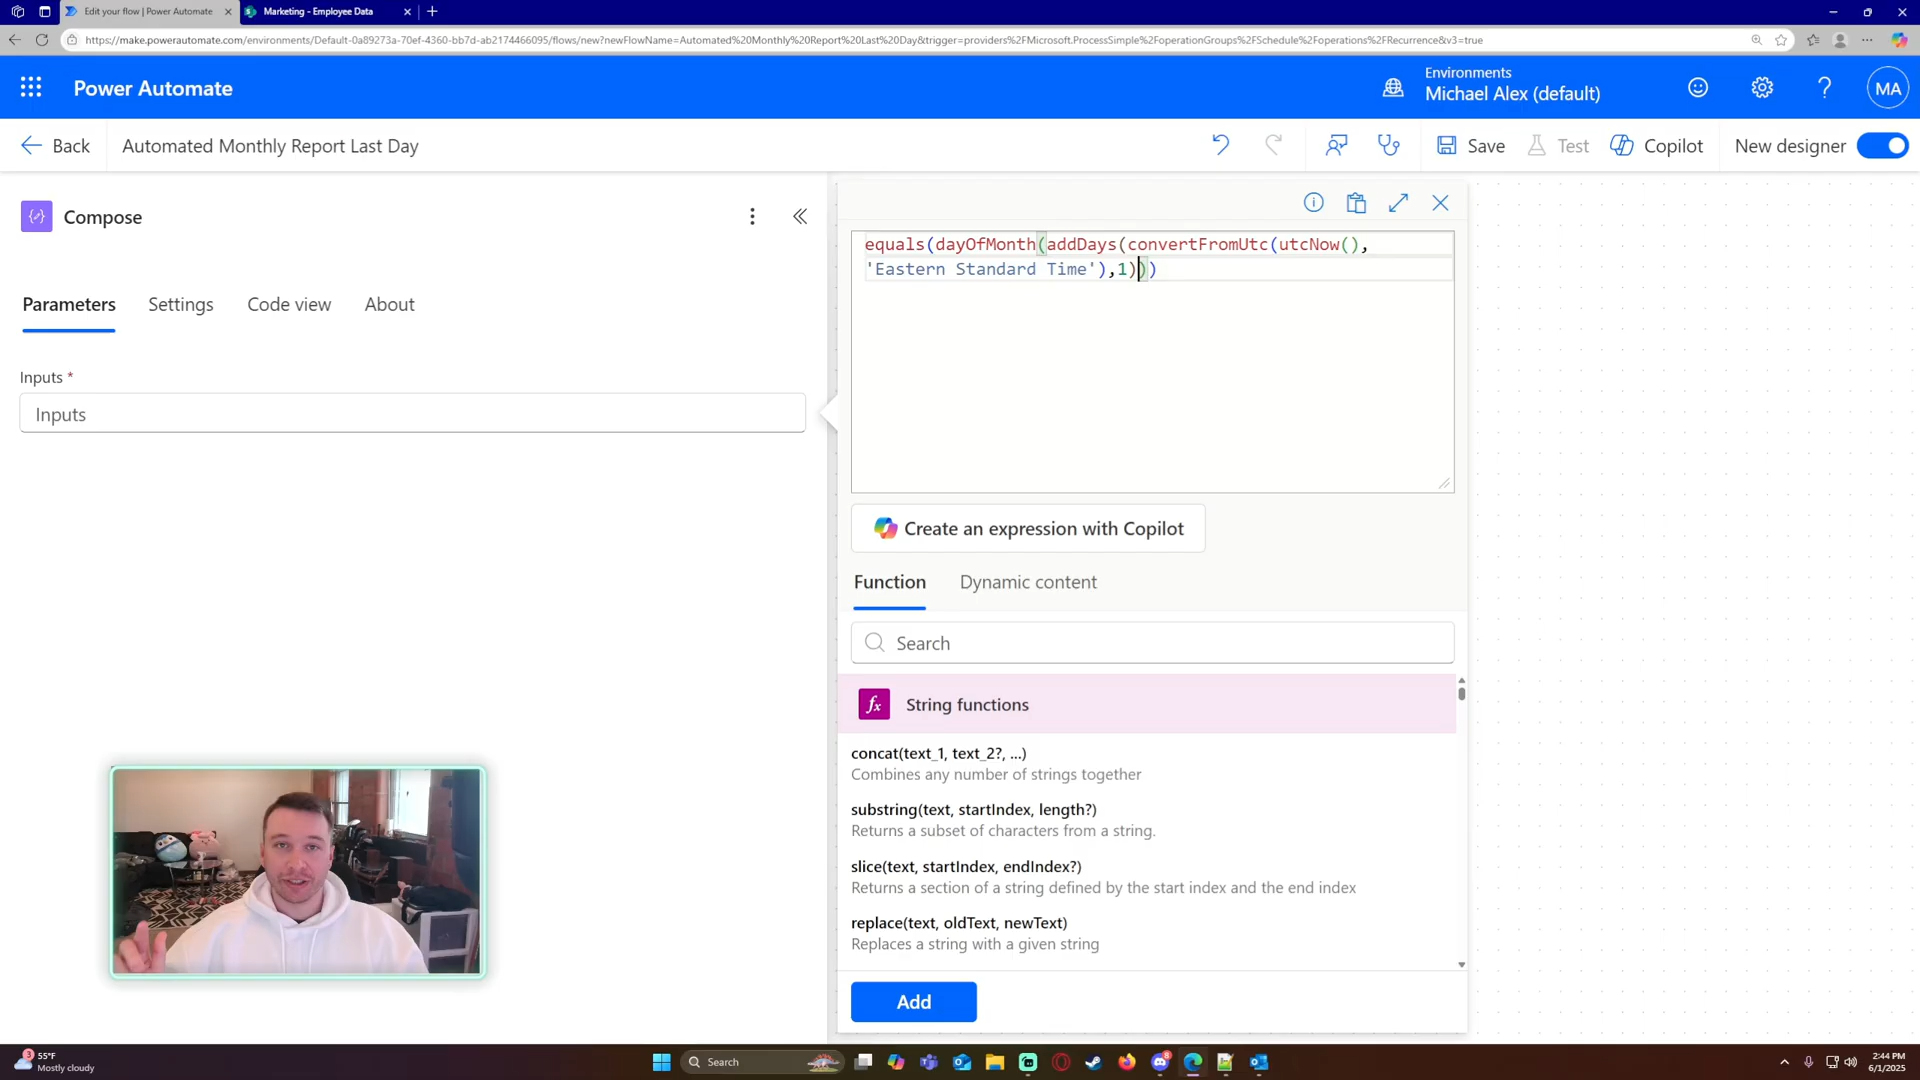 Edit your flow | Power Automate
Marketing - Employee Data
https://make.powerautomate.com/environments/Default-0a89273a-70ef-4360-bb7d-ab2174466095/flows/new?newFlowName=Automated%20Monthly%20Report%20Last%20Day&trigger=providers%2FMicrosoft.ProcessSimple%2FoperationGroups%2FSchedule%2Foperations%2FRecurrence&v3=true
Power Automate
Environments
Michael Alex (default)
MA
Back
Automated Monthly Report Last Day
Save
Test
Copilot
New designer
Compose
Parameters
Settings
Code view
About
Inputs *
Inputs
equals(dayOfMonth(addDays(convertFromUtc(utcNow(),
'Eastern Standard Time'),1)))
Create an expression with Copilot
Function
Dynamic content
Search
fx
String functions
concat(text_1, text_2?, ...)
Combines any number of strings together
substring(text, startIndex, length?)
Returns a subset of characters from a string.
slice(text, startIndex, endIndex?)
Returns a section of a string defined by the start index and the end index
replace(text, oldText, newText)
Replaces a string with a given string
Add
55°F
Mostly cloudy
Search
2:44 PM
6/1/2025